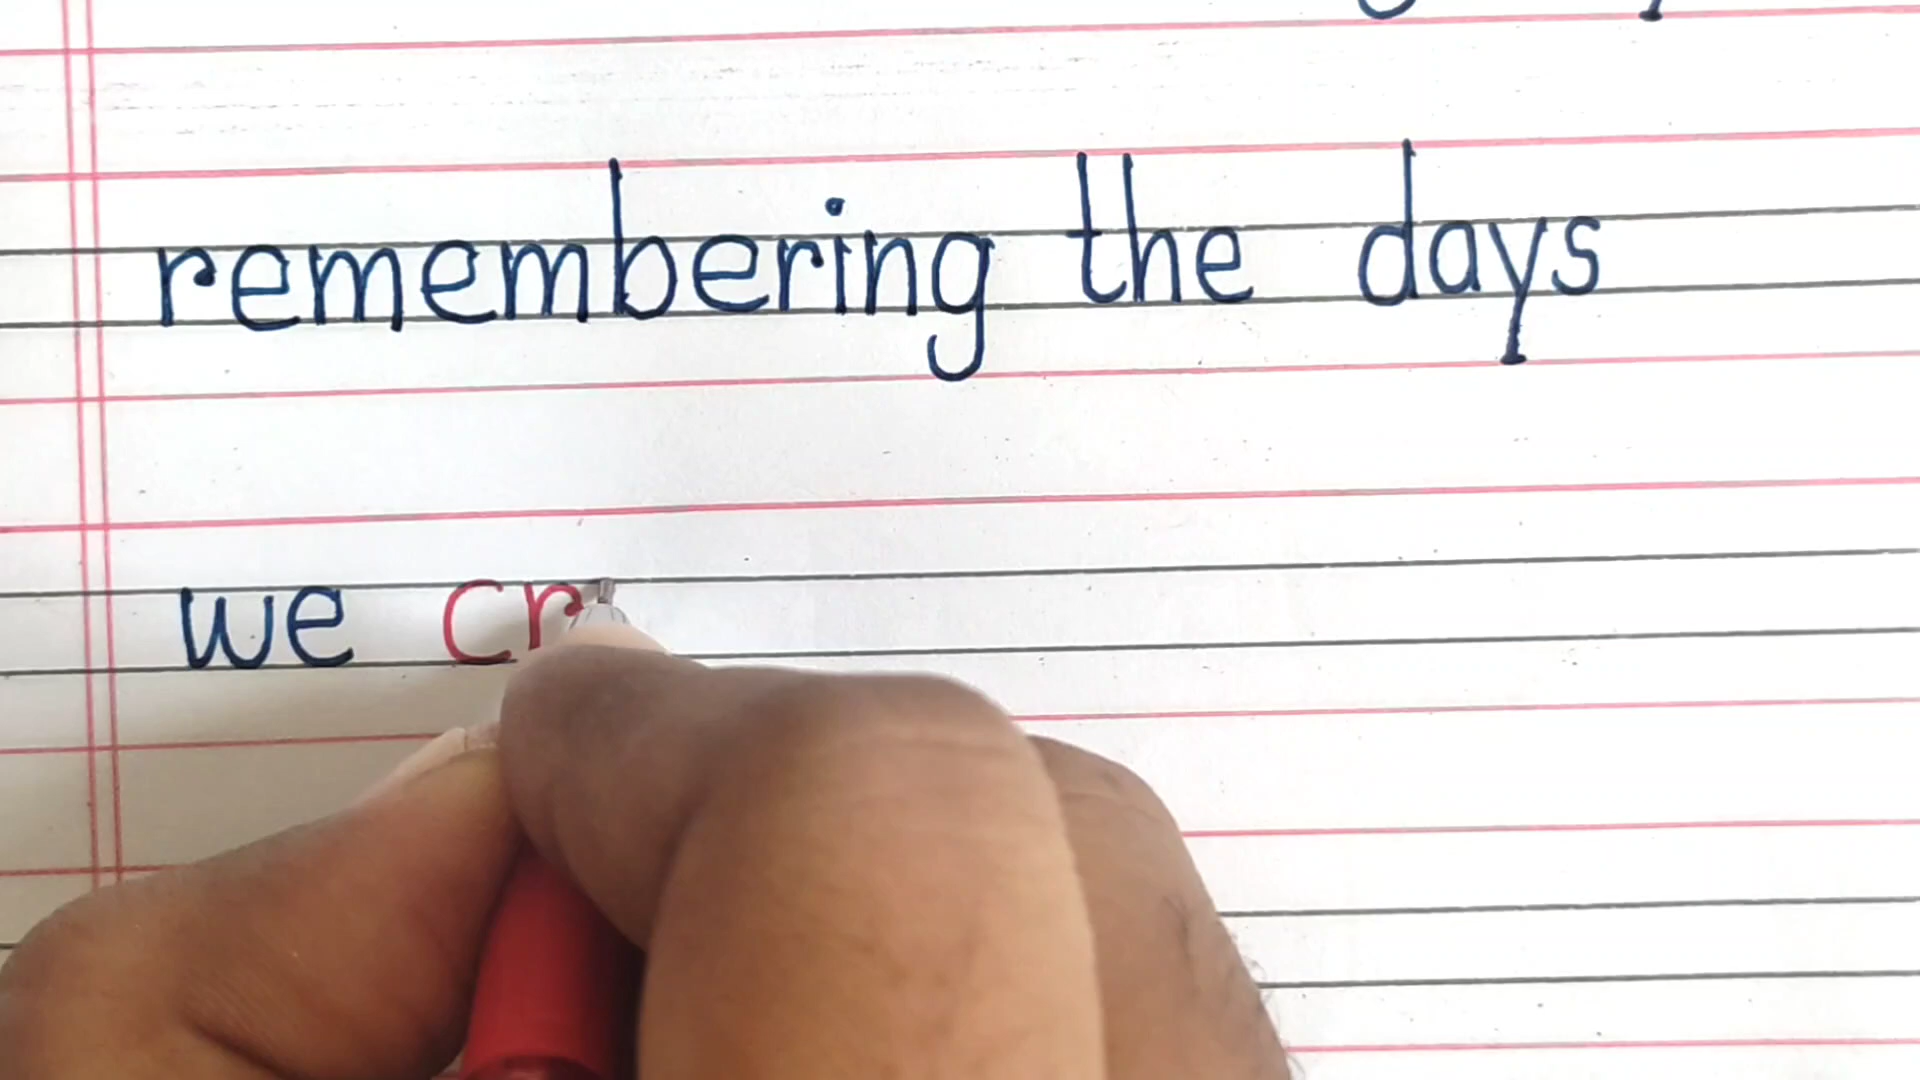 remembering the days
we cr